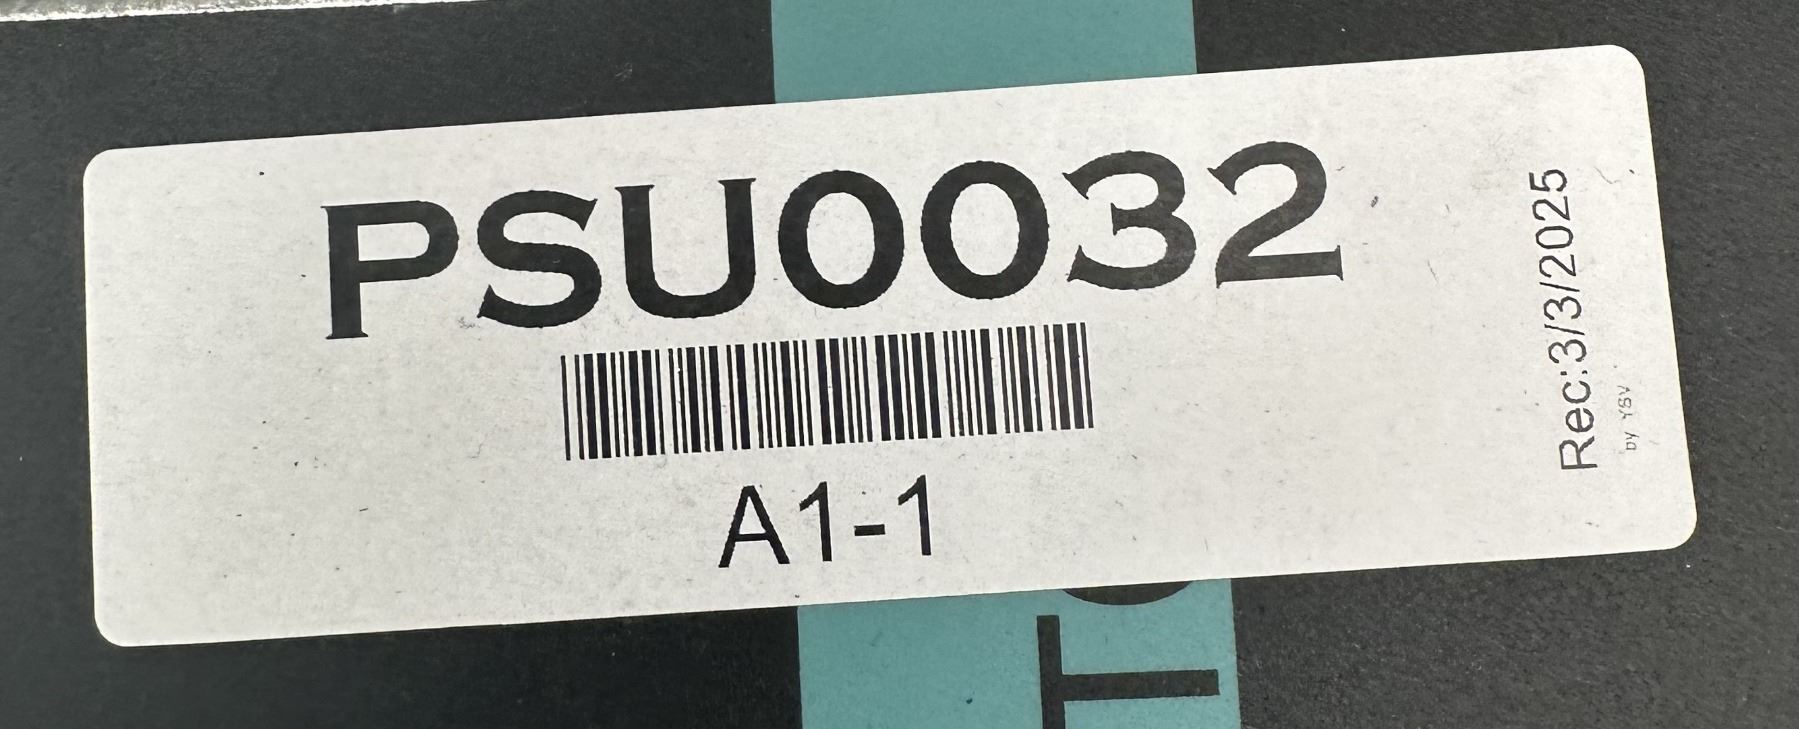 PSU0032
A1-1
Rec:3/3/2025
by YSV
T